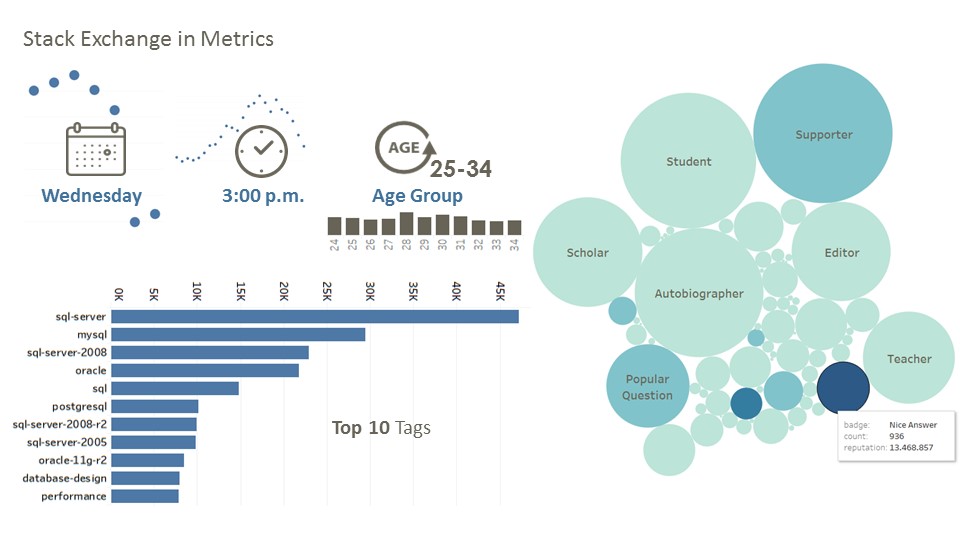 Stack Exchange in Metrics
AGE
25-34
Wednesday
3:00 p.m.
Age Group
24 25 26 27 28 29 30 31 32 33 34
0K 5K 10K 15K 20K 25K 30K 35K 40K 45K
sql-server
mysql
sql-server-2008
oracle
sql
postgresql
sql-server-2008-r2
sql-server-2005
oracle-11g-r2
database-design
performance
Top 10 Tags
Supporter
Student
Scholar
Editor
Autobiographer
Teacher
Popular
Question
badge: Nice Answer
count: 936
reputation: 13.468.857